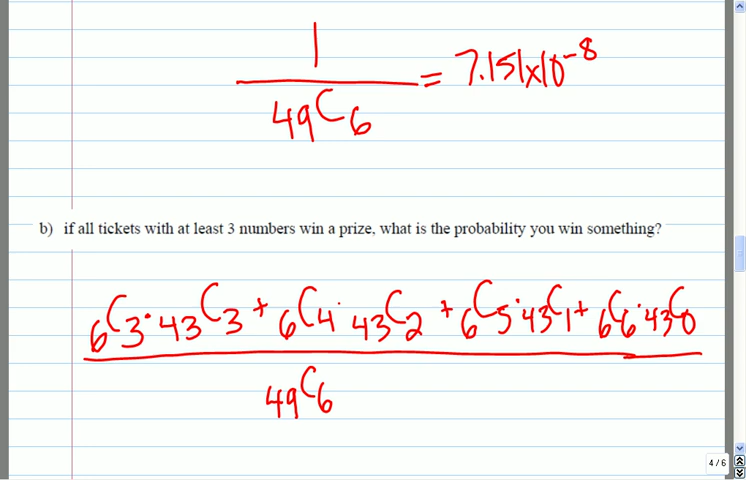 1
49C6
= 7.151x10-8
b) if all tickets with at least 3 numbers win a prize, what is the probability you win something?
6C3·43C3 + 6C4·43C2 + 6C5·43C1 + 6C6·43C0
49C6
4 / 6